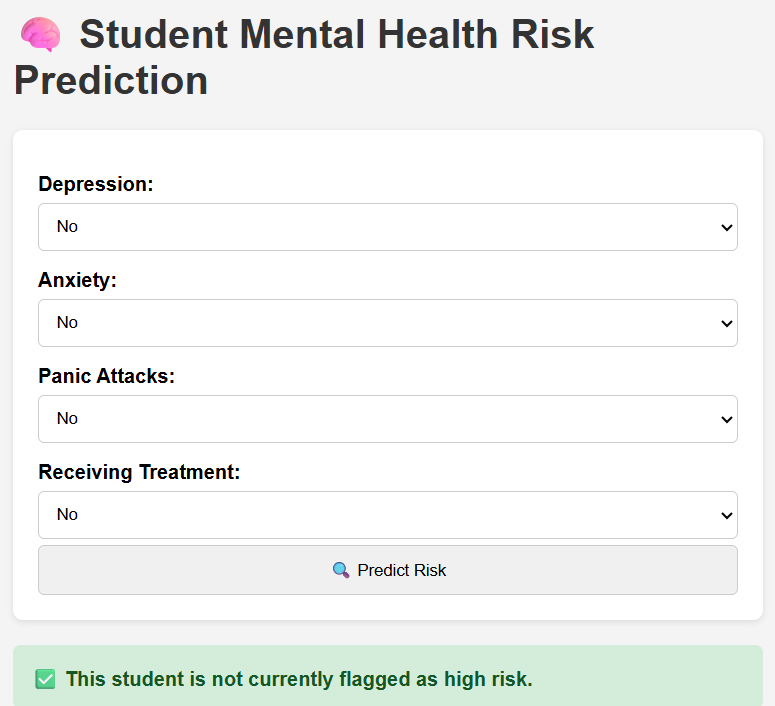 🧠 Student Mental Health Risk
Prediction
Depression:
No
Anxiety:
No
Panic Attacks:
No
Receiving Treatment:
No
🔍 Predict Risk
✅ This student is not currently flagged as high risk.